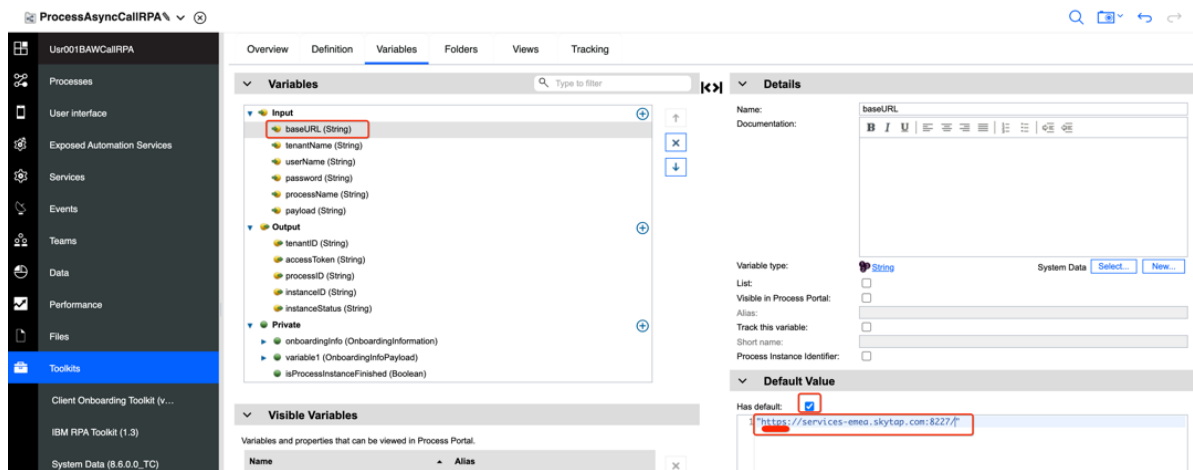 ProcessAsyncCallRPA
Usr001BAWCallRPA
Processes
User interface
Exposed Automation Services
Services
Events
Teams
Data
Performance
Files
Toolkits
Client Onboarding Toolkit (v...
IBM RPA Toolkit (1.3)
System Data (8.6.0.0_TC)
Overview Definition Variables Folders Views Tracking
Variables
Type to filter
Input
baseURL (String)
tenantName (String)
userName (String)
password (String)
processName (String)
payload (String)
Output
tenantID (String)
accessToken (String)
processID (String)
instanceID (String)
instanceStatus (String)
Private
onboardingInfo (OnboardingInformation)
variable1 (OnboardingInfoPayload)
isProcessInstanceFinished (Boolean)
Visible Variables
Variables and properties that can be viewed in Process Portal.
Name Alias
Details
Name: baseURL
Documentation:
B I U
Variable type: String System Data Select... New...
List:
Visible in Process Portal:
Alias:
Track this variable:
Short name:
Process Instance Identifier:
Default Value
Has default:
1 "https://services-emea.skytap.com:8227/"